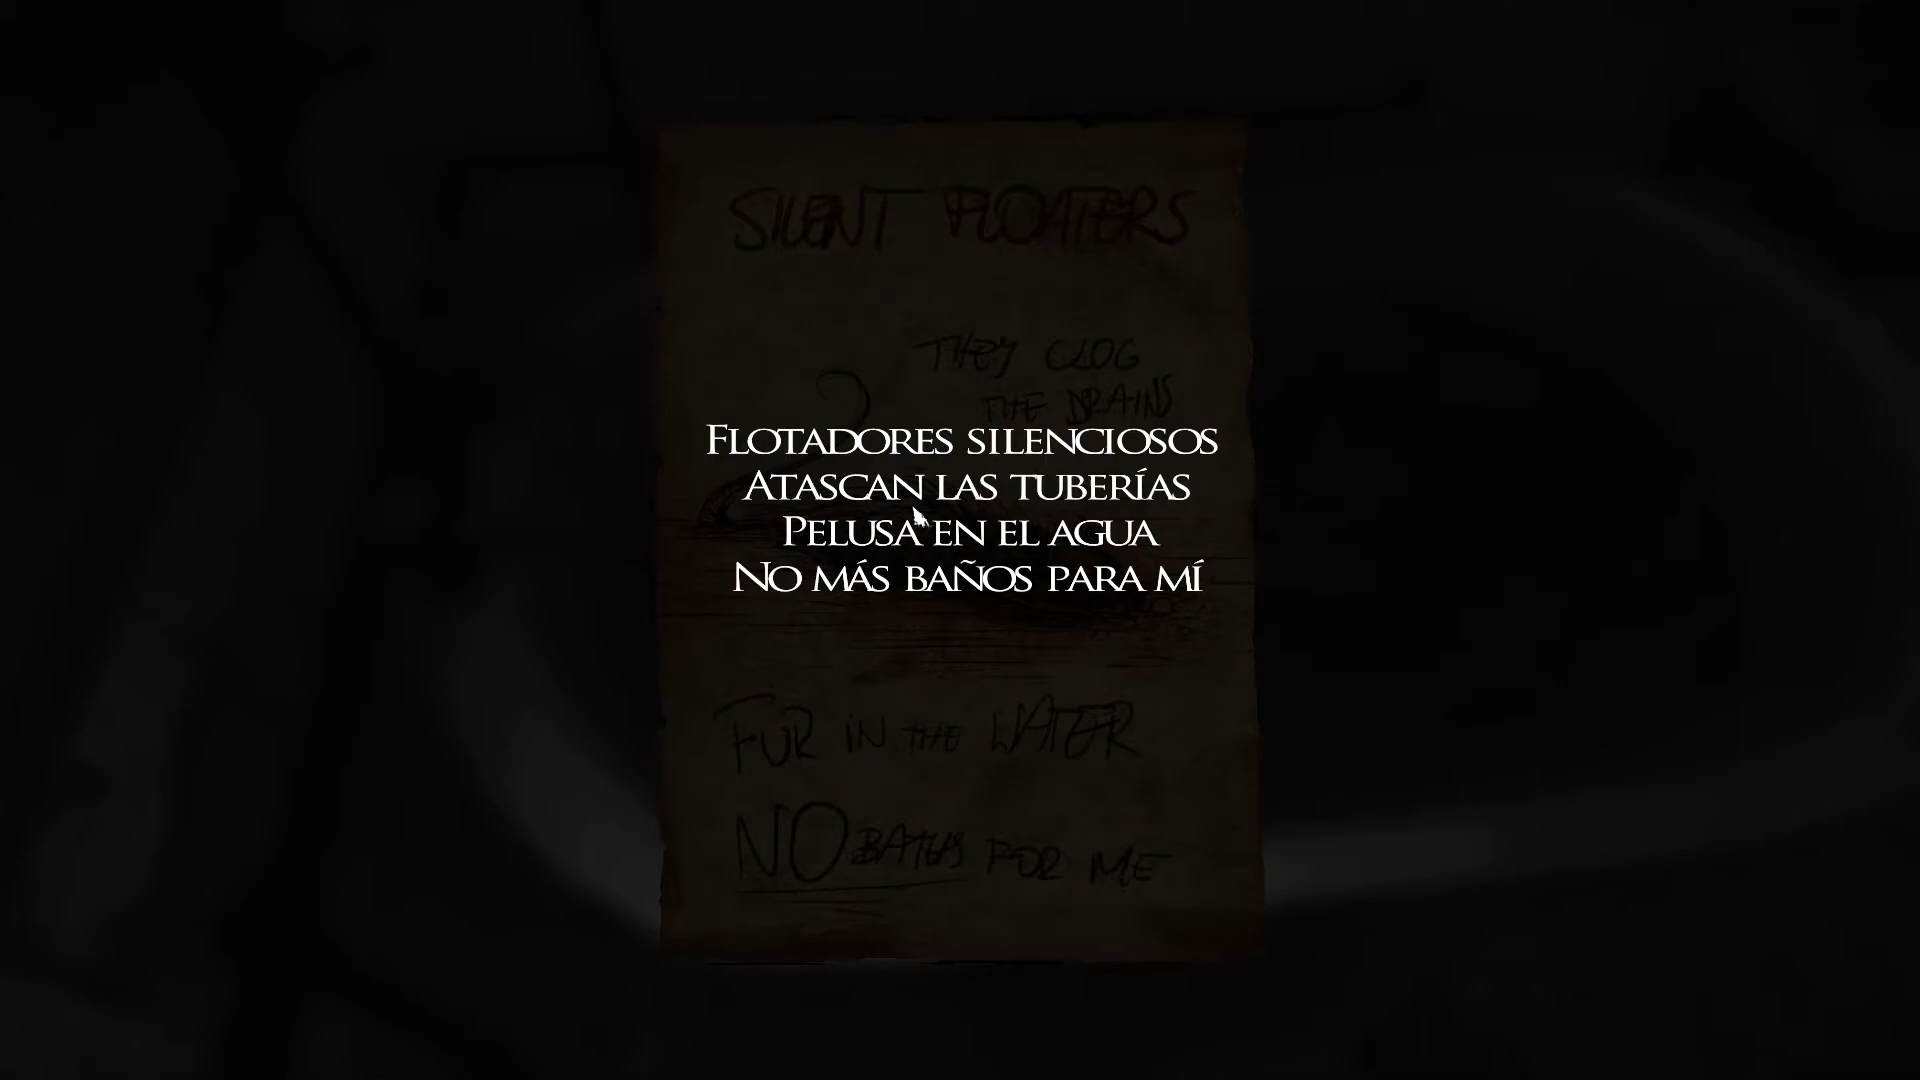 SILENT FLOATERS
THEY CLOG
THE DRAINS
FLOTADORES SILENCIOSOS
ATASCAN LAS TUBERÍAS
PELUSA EN EL AGUA
NO MÁS BAÑOS PARA MÍ
FUR IN THE WATER
NO BATHS FOR ME